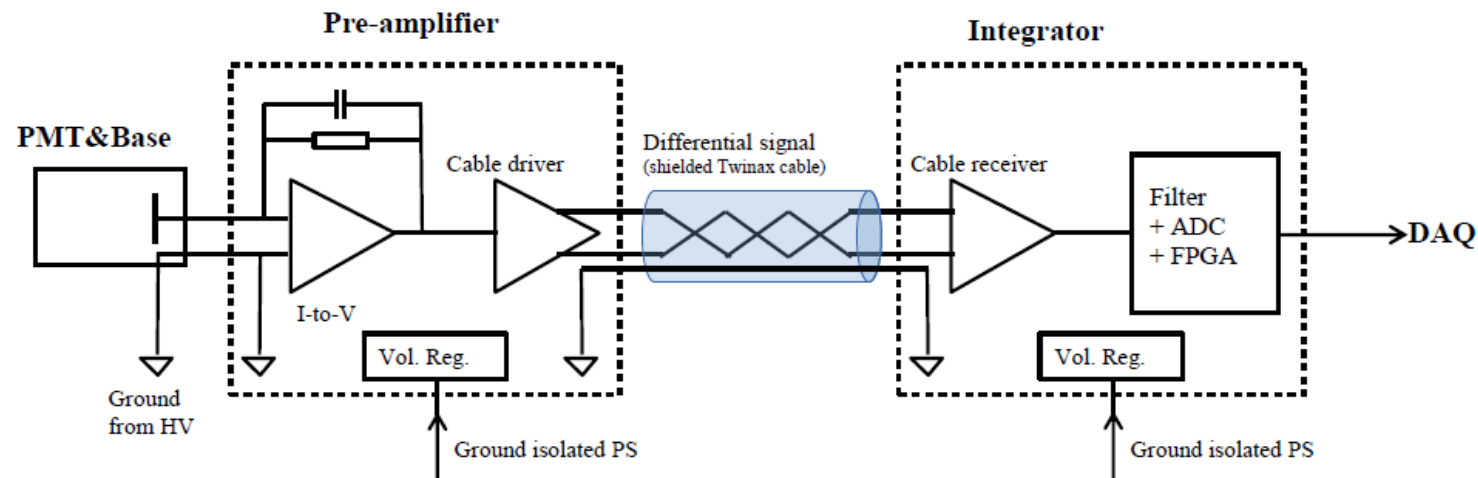 Pre-amplifier
Integrator
PMT&Base
Cable driver
Differential signal
(shielded Twinax cable)
Cable receiver
Filter
+ ADC
+ FPGA
DAQ
I-to-V
Vol. Reg.
Vol. Reg.
Ground
from HV
Ground isolated PS
Ground isolated PS